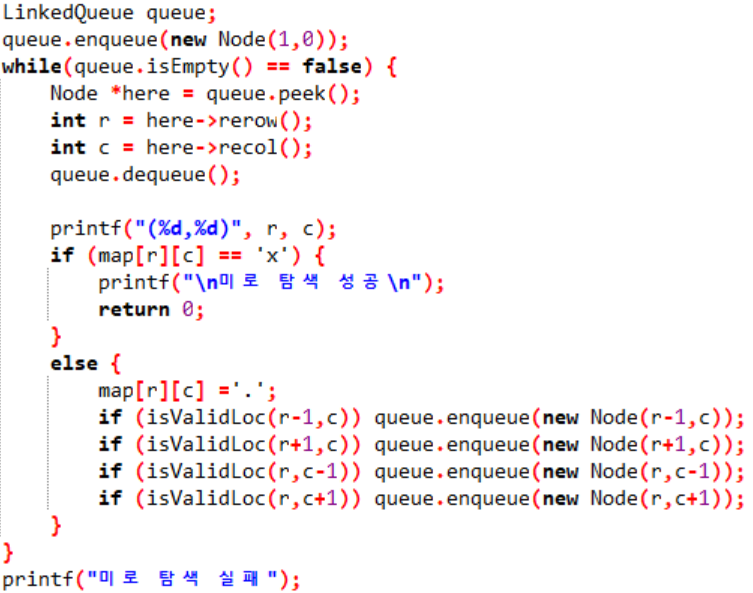 LinkedQueue queue;
queue.enqueue(new Node(1,0));
while(queue.isEmpty() == false) {
    Node *here = queue.peek();
    int r = here->rerow();
    int c = here->recol();
    queue.dequeue();

    printf("(%d,%d)", r, c);
    if (map[r][c] == 'x') {
        printf("\n미로 탐색 성공\n");
        return 0;
    }
    else {
        map[r][c] ='.';
        if (isValidLoc(r-1,c)) queue.enqueue(new Node(r-1,c));
        if (isValidLoc(r+1,c)) queue.enqueue(new Node(r+1,c));
        if (isValidLoc(r,c-1)) queue.enqueue(new Node(r,c-1));
        if (isValidLoc(r,c+1)) queue.enqueue(new Node(r,c+1));
    }
}
printf("미로 탐색 실패");